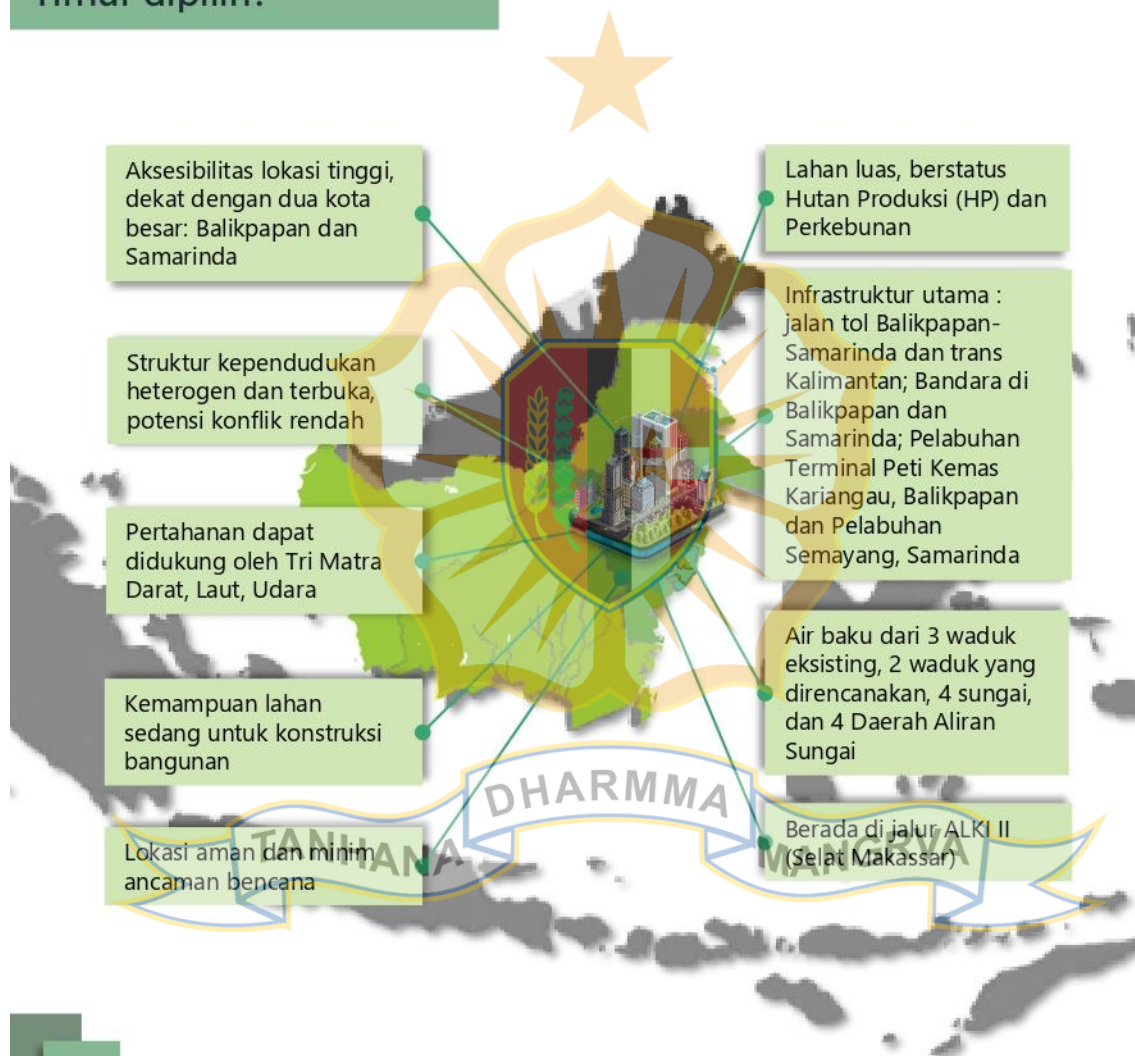 Timur dipilih?
Aksesibilitas lokasi tinggi,
dekat dengan dua kota
besar: Balikpapan dan
Samarinda
Struktur kependudukan
heterogen dan terbuka,
potensi konflik rendah
Pertahanan dapat
didukung oleh Tri Matra
Darat, Laut, Udara
Kemampuan lahan
sedang untuk konstruksi
bangunan
Lokasi aman dan minim
ancaman bencana
Lahan luas, berstatus
Hutan Produksi (HP) dan
Perkebunan
Infrastruktur utama :
jalan tol Balikpapan-
Samarinda dan trans
Kalimantan; Bandara di
Balikpapan dan
Samarinda; Pelabuhan
Terminal Peti Kemas
Kariangau, Balikpapan
dan Pelabuhan
Semayang, Samarinda
Air baku dari 3 waduk
eksisting, 2 waduk yang
direncanakan, 4 sungai,
dan 4 Daerah Aliran
Sungai
Berada di jalur ALKI II
(Selat Makassar)
TANHANA DHARMMA MANGRVA